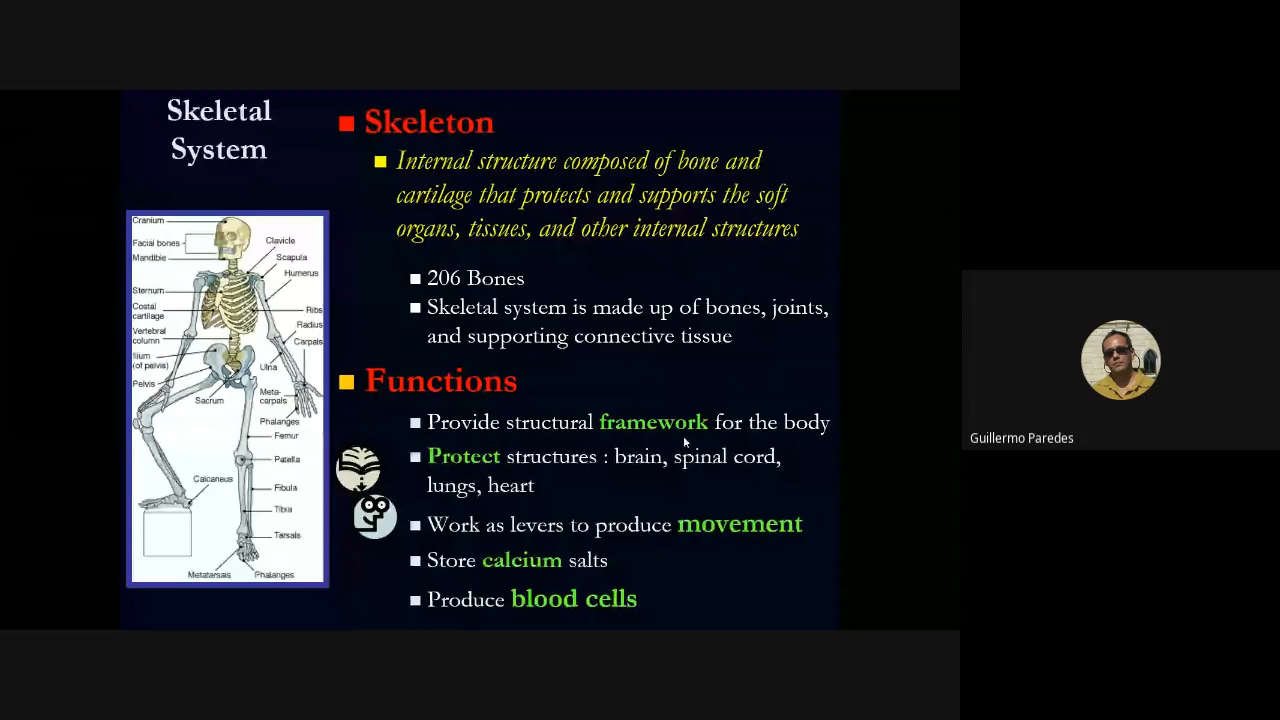 Skeletal
System
Skeleton
Internal structure composed of bone and
cartilage that protects and supports the soft
organs, tissues, and other internal structures
206 Bones
Skeletal system is made up of bones, joints,
and supporting connective tissue
Functions
Provide structural framework for the body
Protect structures : brain, spinal cord,
lungs, heart
Work as levers to produce movement
Store calcium salts
Produce blood cells
Cranium
Facial bones
Mandible
Sternum
Costal
cartilage
Vertebral
column
Ilium
(of pelvis)
Pelvis
Sacrum
Calcaneus
Metatarsals
Clavicle
Scapula
Humerus
Ribs
Radius
Carpals
Ulna
Meta-
carpals
Phalanges
Femur
Patella
Fibula
Tibia
Tarsals
Phalanges
Guillermo Paredes